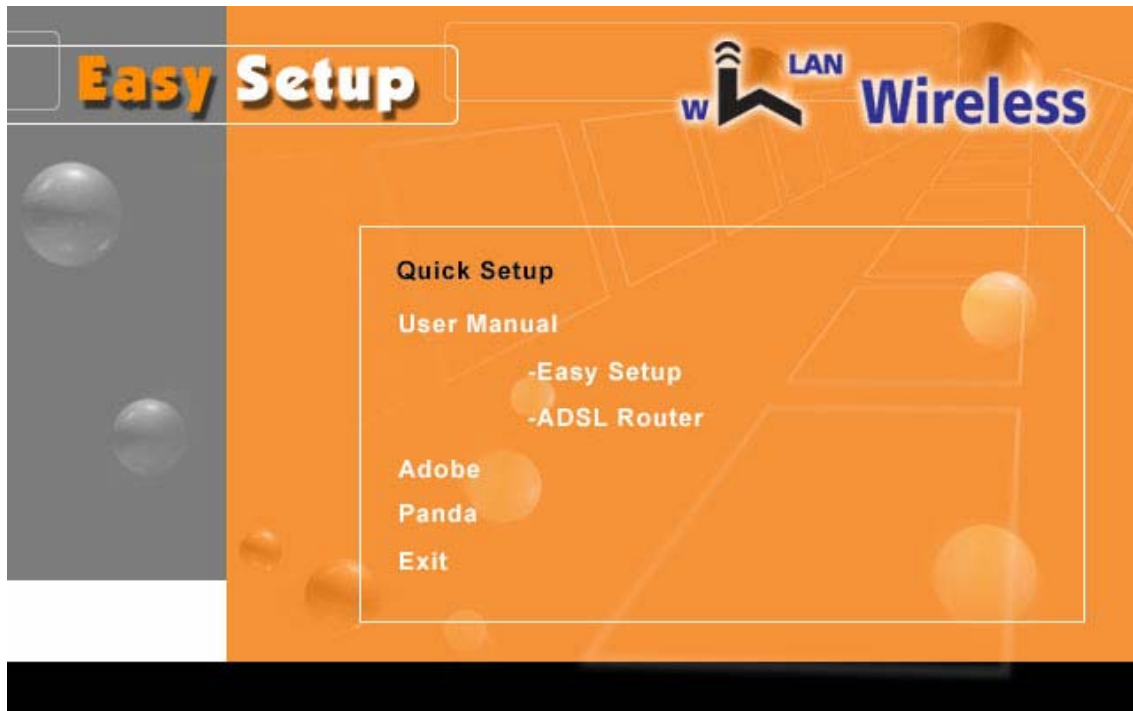 Easy Setup
w LAN Wireless
Quick Setup
User Manual
-Easy Setup
-ADSL Router
Adobe
Panda
Exit